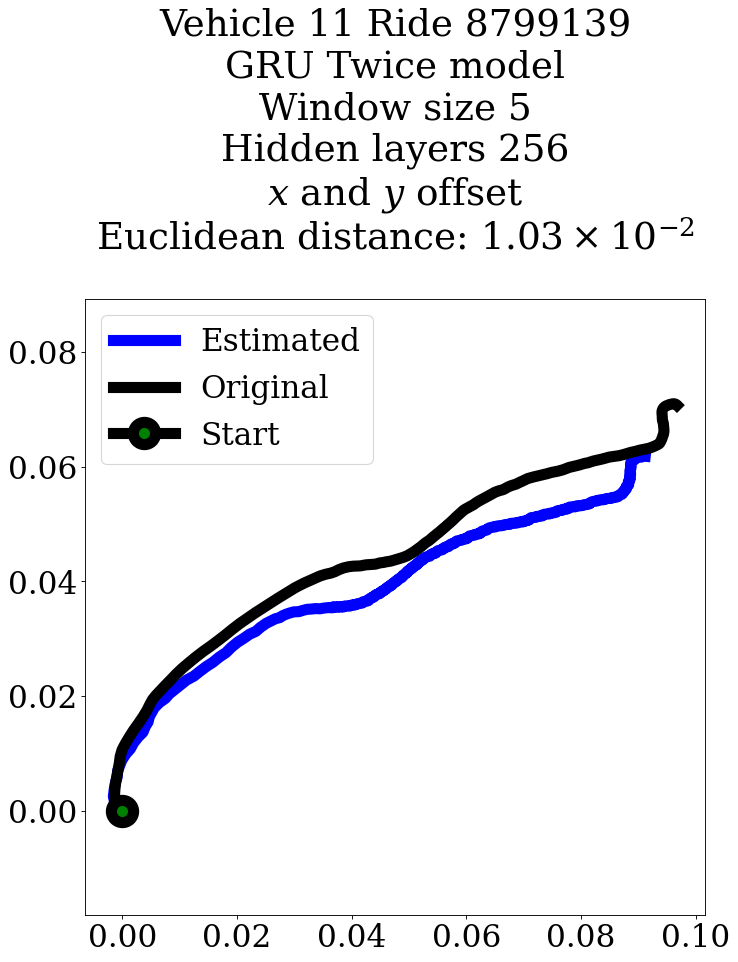 Vehicle 11 Ride 8799139
GRU Twice model
Window size 5
Hidden layers 256
x and y offset
Euclidean distance: 1.03 × 10⁻²
Estimated
Original
Start
0.08
0.06
0.04
0.02
0.00
0.00 0.02 0.04 0.06 0.08 0.10